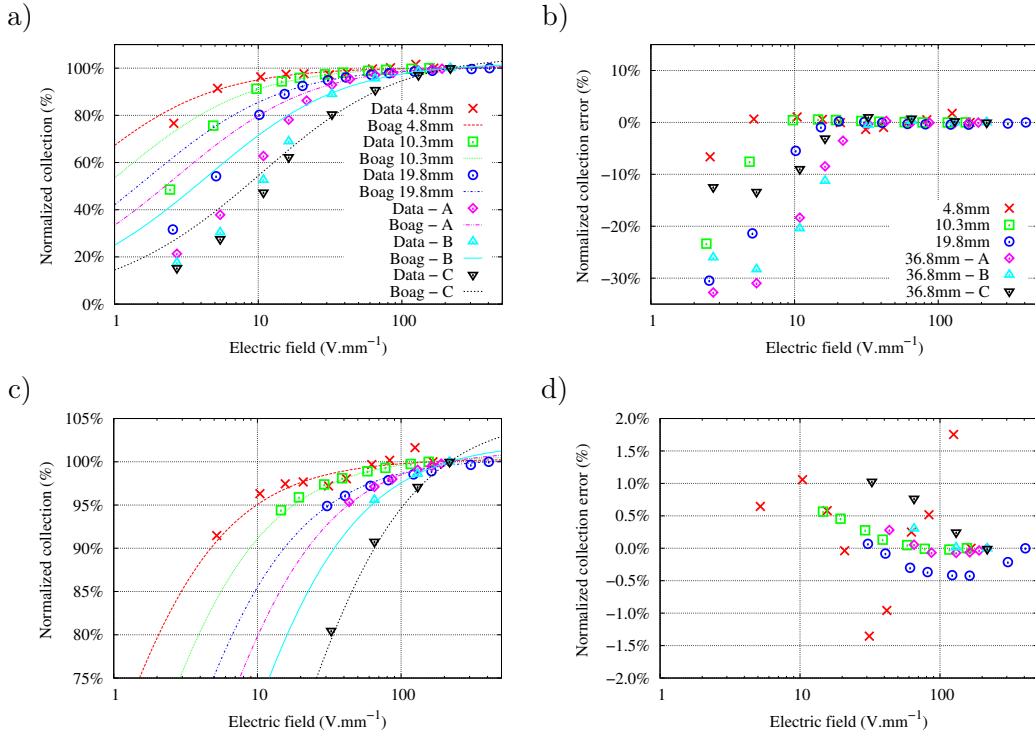 a)
100%
80%
60%
40%
20%
0%
Normalized collection (%)
Data 4.8mm
Boag 4.8mm
Data 10.3mm
Boag 10.3mm
Data 19.8mm
Boag 19.8mm
Data − A
Boag − A
Data − B
Boag − B
Data − C
Boag − C
1 10 100
Electric field (V.mm⁻¹)
b)
10%
0%
−10%
−20%
−30%
Normalized collection error (%)
4.8mm
10.3mm
19.8mm
36.8mm − A
36.8mm − B
36.8mm − C
1 10 100
Electric field (V.mm⁻¹)
c)
105%
100%
95%
90%
85%
80%
75%
Normalized collection (%)
1 10 100
Electric field (V.mm⁻¹)
d)
2.0%
1.5%
1.0%
0.5%
0.0%
−0.5%
−1.0%
−1.5%
−2.0%
Normalized collection error (%)
1 10 100
Electric field (V.mm⁻¹)